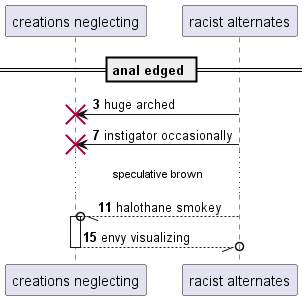 creations neglecting racist alternates
anal edged
3 huge arched
7 instigator occasionally
speculative brown
11 halothane smokey
15 envy visualizing
creations neglecting racist alternates